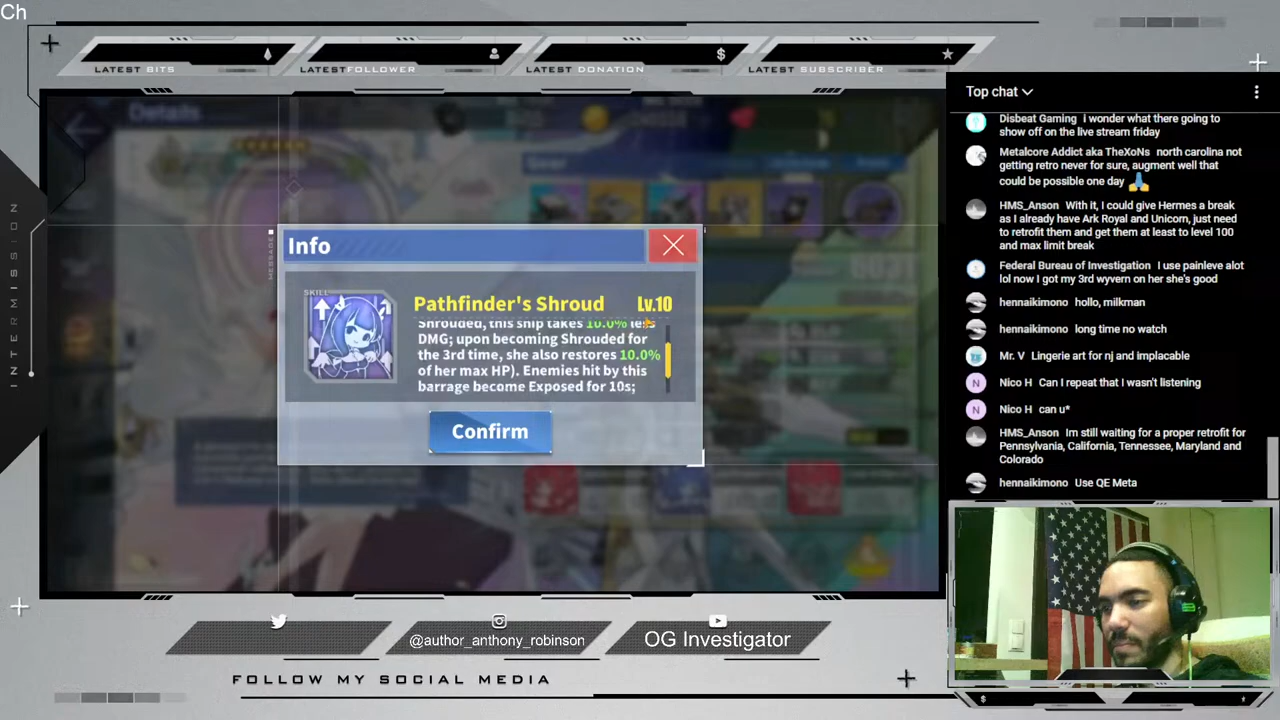 Ch
LATEST BITS
LATEST FOLLOWER
LATEST DONATION
LATEST SUBSCRIBER
Details
Gear
INTERMISSION
MESSAGE
Info
SKILL
Pathfinder's Shroud Lv.10
Shrouded, this ship takes 10.0% less
DMG; upon becoming Shrouded for
the 3rd time, she also restores 10.0%
of her max HP). Enemies hit by this
barrage become Exposed for 10s;
Confirm
Top chat
Disbeat Gaming i wonder what there going to
show off on the live stream friday
Metalcore Addict aka TheXoNs north carolina not
getting retro never for sure, augment well that
could be possible one day
HMS_Anson With it, I could give Hermes a break
as I already have Ark Royal and Unicorn, just need
to retrofit them and get them at least to level 100
and max limit break
Federal Bureau of Investigation I use painleve alot
lol now I got my 3rd wyvern on her she's good
hennaikimono hollo, milkman
hennaikimono long time no watch
Mr. V Lingerie art for nj and implacable
Nico H Can I repeat that I wasn't listening
Nico H can u*
HMS_Anson Im still waiting for a proper retrofit for
Pennsylvania, California, Tennessee, Maryland and
Colorado
hennaikimono Use QE Meta
@author_anthony_robinson
OG Investigator
FOLLOW MY SOCIAL MEDIA